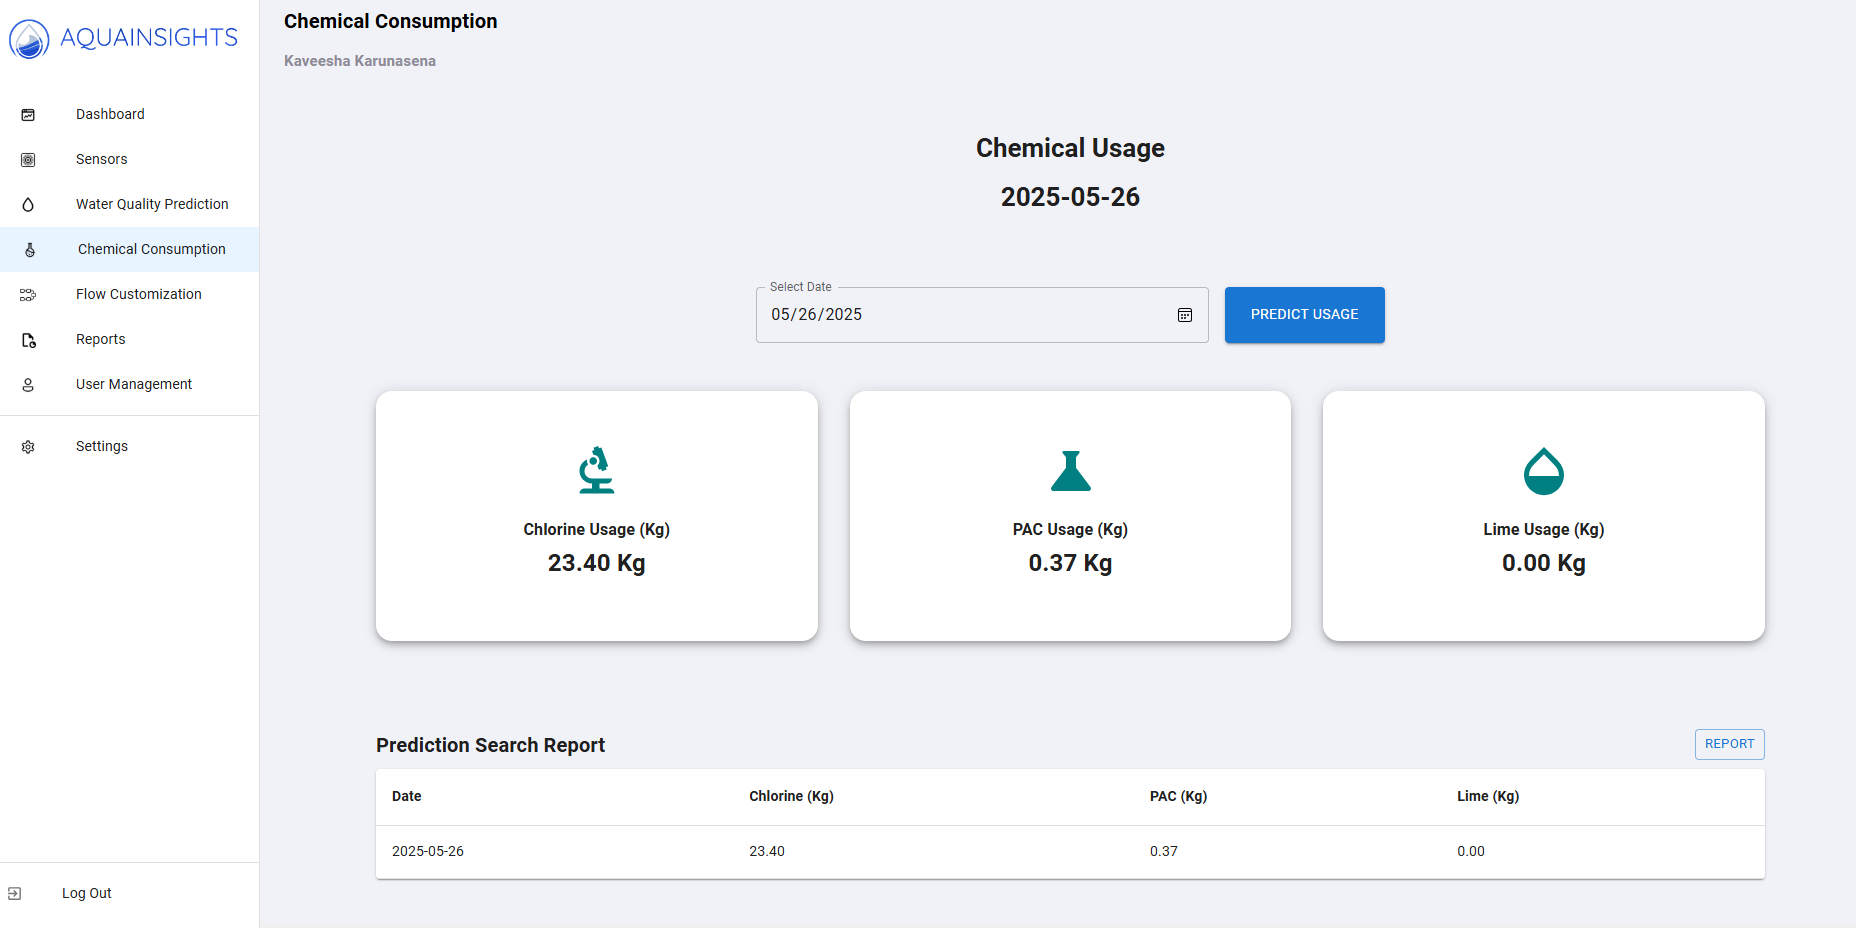 AQUAINSIGHTS
Dashboard
Sensors
Water Quality Prediction
Chemical Consumption
Flow Customization
Reports
User Management
Settings
Log Out
Chemical Consumption
Kaveesha Karunasena
Chemical Usage
2025-05-26
Select Date
05/26/2025
PREDICT USAGE
Chlorine Usage (Kg)
23.40 Kg
PAC Usage (Kg)
0.37 Kg
Lime Usage (Kg)
0.00 Kg
Prediction Search Report
REPORT
Date Chlorine (Kg) PAC (Kg) Lime (Kg)
2025-05-26 23.40 0.37 0.00